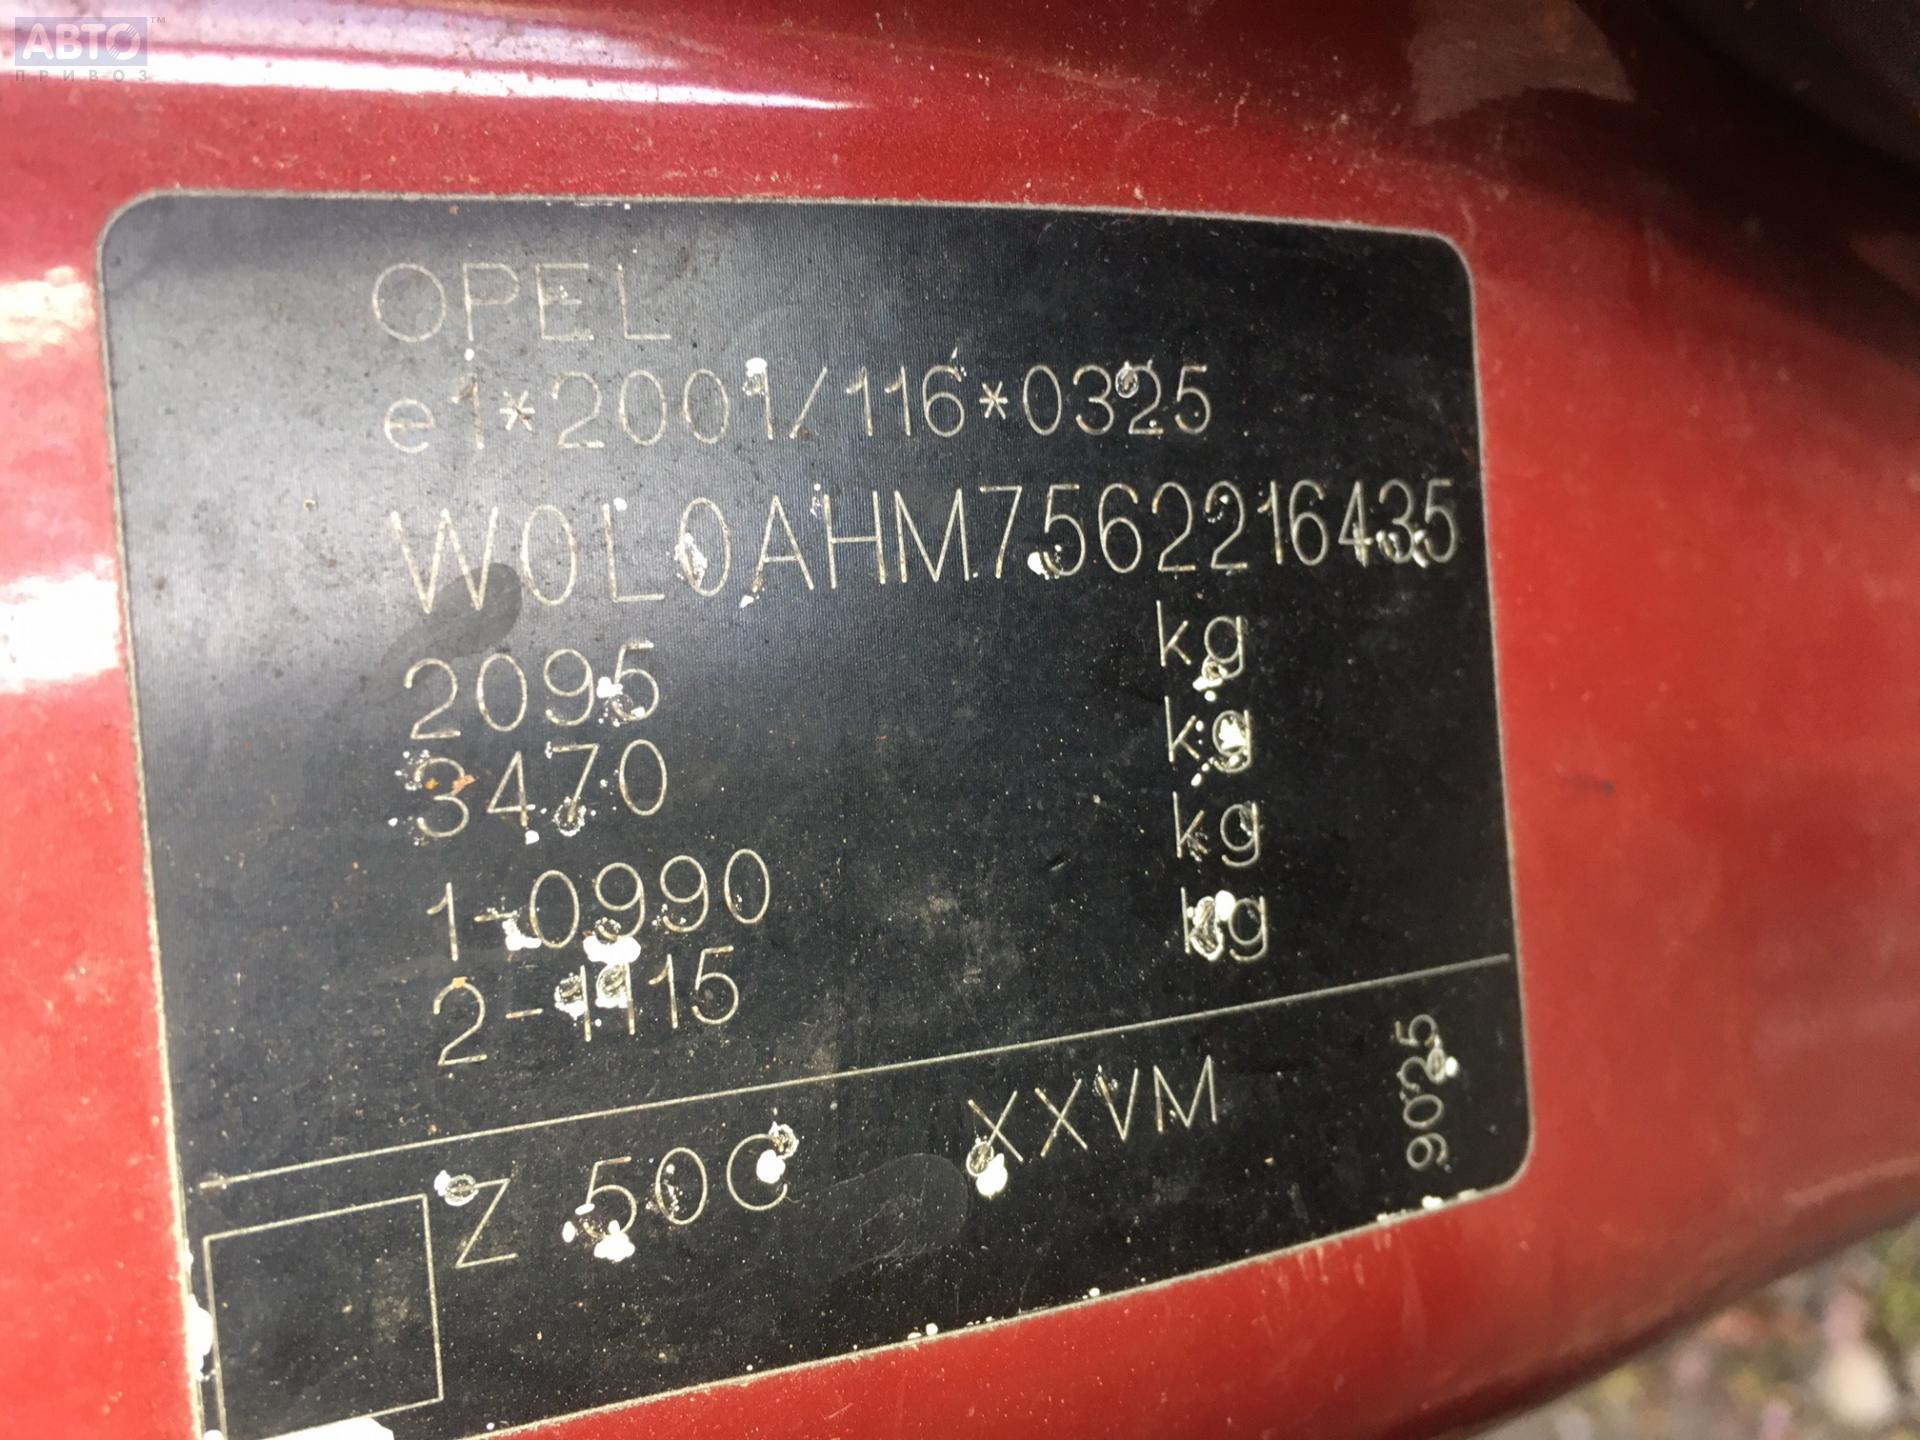 АВТО™
ПРИВОЗ
OPEL
e1*2001/116*0325
W0L0AHM7562216435
2095 kg
3470 kg
1-0990 kg
2-1115 kg
Z 50C XXVM
9025